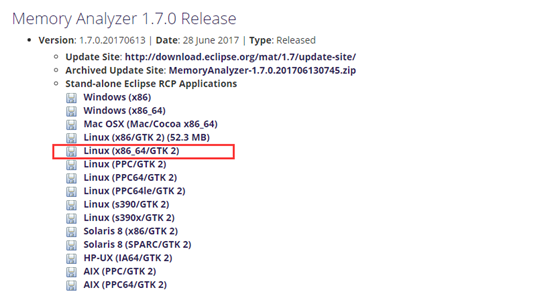 Memory Analyzer 1.7.0 Release
Version: 1.7.0.20170613 | Date: 28 June 2017 | Type: Released
Update Site: http://download.eclipse.org/mat/1.7/update-site/
Archived Update Site: MemoryAnalyzer-1.7.0.201706130745.zip
Stand-alone Eclipse RCP Applications
Windows (x86)
Windows (x86_64)
Mac OSX (Mac/Cocoa x86_64)
Linux (x86/GTK 2) (52.3 MB)
Linux (x86_64/GTK 2)
Linux (PPC/GTK 2)
Linux (PPC64/GTK 2)
Linux (PPC64le/GTK 2)
Linux (s390/GTK 2)
Linux (s390x/GTK 2)
Solaris 8 (x86/GTK 2)
Solaris 8 (SPARC/GTK 2)
HP-UX (IA64/GTK 2)
AIX (PPC/GTK 2)
AIX (PPC64/GTK 2)